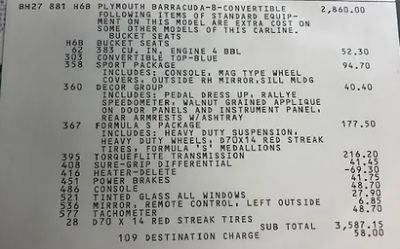 BH27 881 H6B PLYMOUTH BARRACUDA-8-CONVERTIBLE 2,860.00
FOLLOWING ITEMS OF STANDARD EQUIP-
MENT ON THIS MODEL ARE EXTRA COST ON
SOME OTHER MODELS OF THIS CARLINE.
BUCKET SEATS
H6B BUCKET SEATS
62 383 CU. IN. ENGINE 4 BBL 52.30
303 CONVERTIBLE TOP-BLUE
358 SPORT PACKAGE 94.70
INCLUDES: CONSOLE, MAG TYPE WHEEL
COVERS, OUTSIDE RH MIRROR, SILL MLDG
360 DECOR GROUP 40.40
INCLUDES: PEDAL DRESS UP, RALLYE
SPEEDOMETER, WALNUT GRAINED APPLIQUE
ON DOOR PANELS AND INSTRUMENT PANEL,
REAR ARMRESTS W/ASHTRAY
367 FORMULA S PACKAGE 177.50
INCLUDES: HEAVY DUTY SUSPENSION,
HEAVY DUTY WHEELS, D70X14 RED STREAK
TIRES, FORMULA 'S' MEDALLIONS
395 TORQUEFLITE TRANSMISSION 216.20
408 SURE-GRIP DIFFERENTIAL 41.45
416 HEATER-DELETE -69.30
451 POWER BRAKES 41.75
486 CONSOLE 48.70
521 TINTED GLASS ALL WINDOWS 27.90
536 MIRROR, REMOTE CONTROL, LEFT OUTSIDE 6.85
577 TACHOMETER 48.70
28 D70 X 14 RED STREAK TIRES
SUB TOTAL 3,587.15
109 DESTINATION CHARGE 58.00